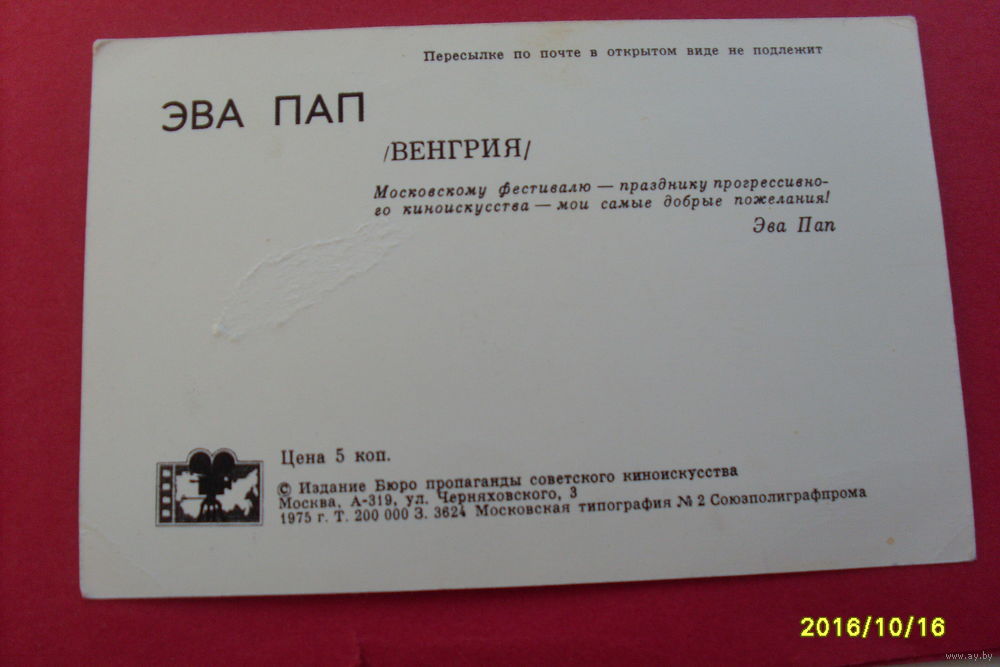 Пересылке по почте в открытом виде не подлежит
ЭВА ПАП
/ВЕНГРИЯ/
Московскому фестивалю — празднику прогрессивно-
го киноискусства — мои самые добрые пожелания!
Эва Пап
Цена 5 коп.
© Издание Бюро пропаганды советского киноискусства
Москва, А-319, ул. Черняховского, 3
1975 г. Т. 200 000 З. 3624 Московская типография № 2 Союзполиграфпрома
2016/10/16
www.ay.by